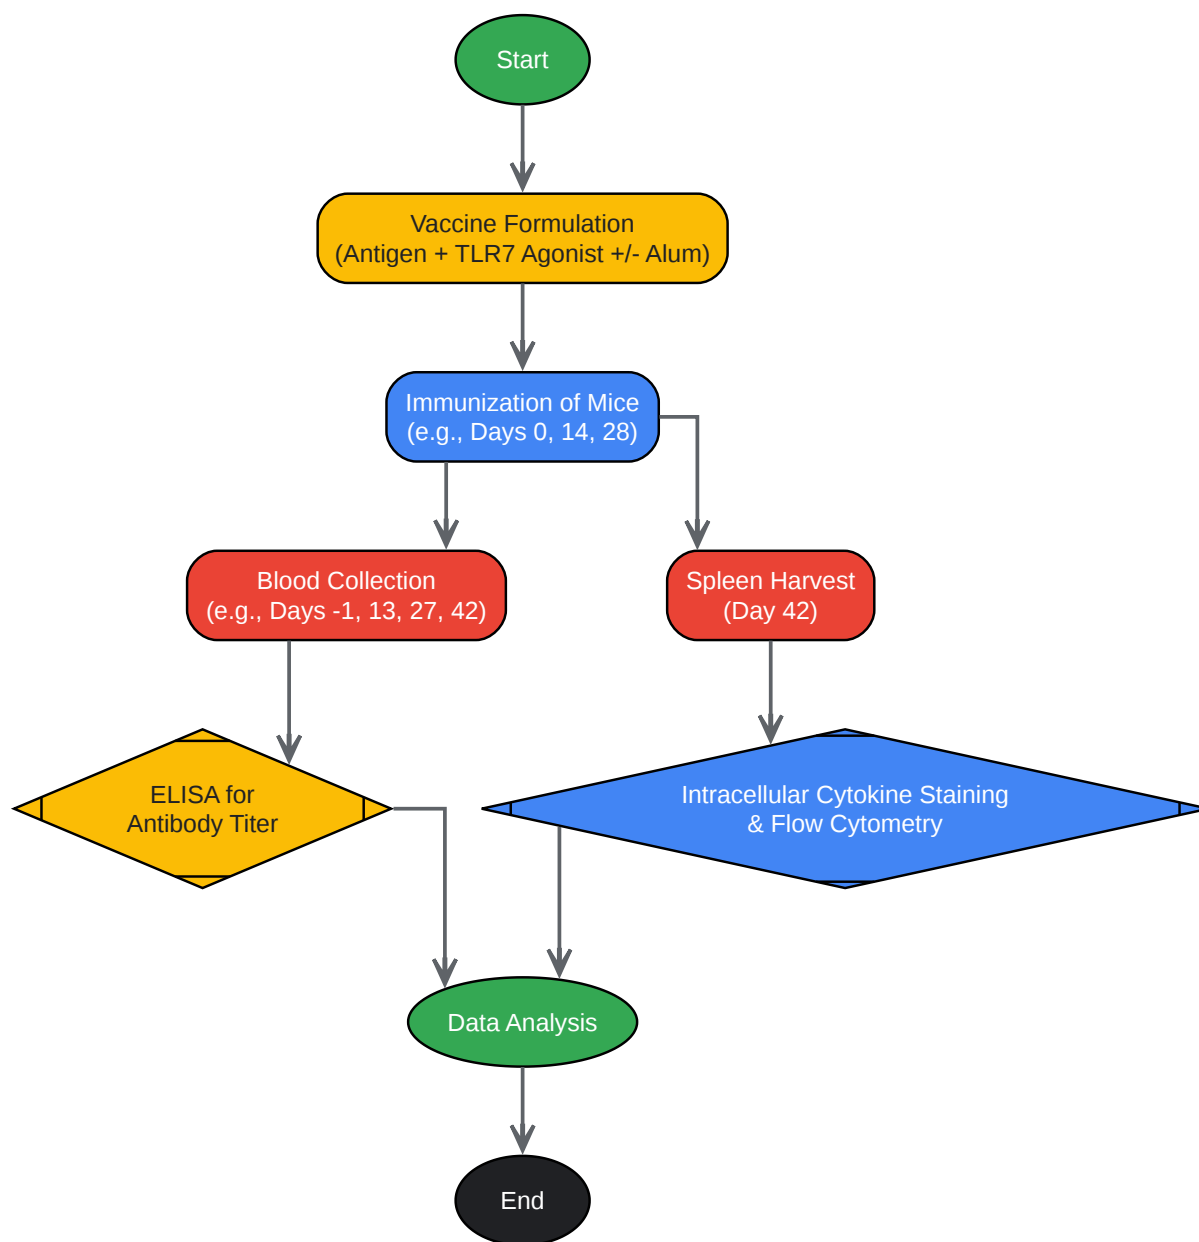 Start
Vaccine Formulation
(Antigen + TLR7 Agonist +/- Alum)
Immunization of Mice
(e.g., Days 0, 14, 28)
Blood Collection
(e.g., Days -1, 13, 27, 42)
Spleen Harvest
(Day 42)
ELISA for
Antibody Titer
Intracellular Cytokine Staining
& Flow Cytometry
Data Analysis
End